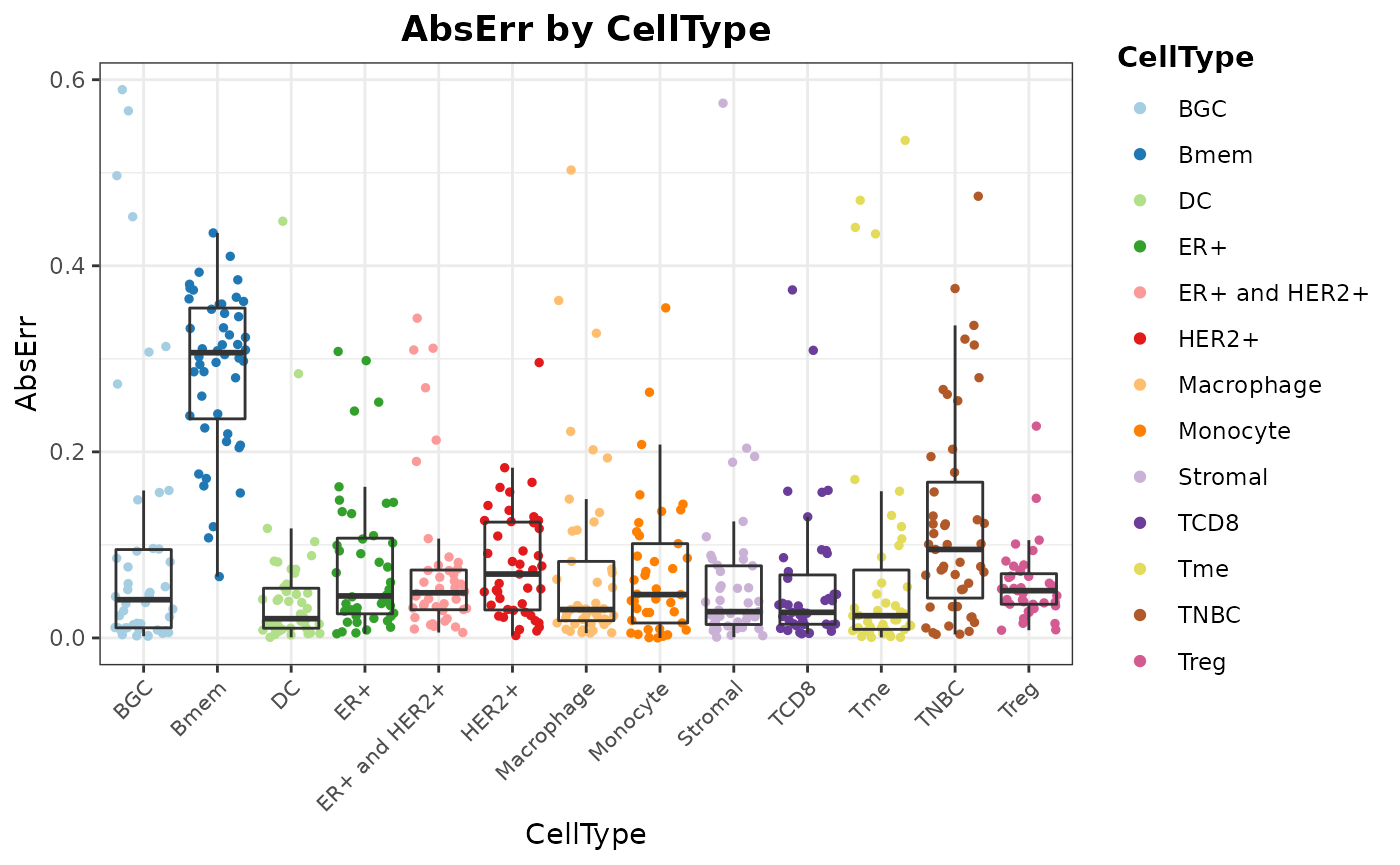 AbsErr by CellType
AbsErr
0.6
0.4
0.2
0.0
BGC
Bmem
DC
ER+
ER+ and HER2+
HER2+
Macrophage
Monocyte
Stromal
TCD8
Tme
TNBC
Treg
CellType
CellType
BGC
Bmem
DC
ER+
ER+ and HER2+
HER2+
Macrophage
Monocyte
Stromal
TCD8
Tme
TNBC
Treg